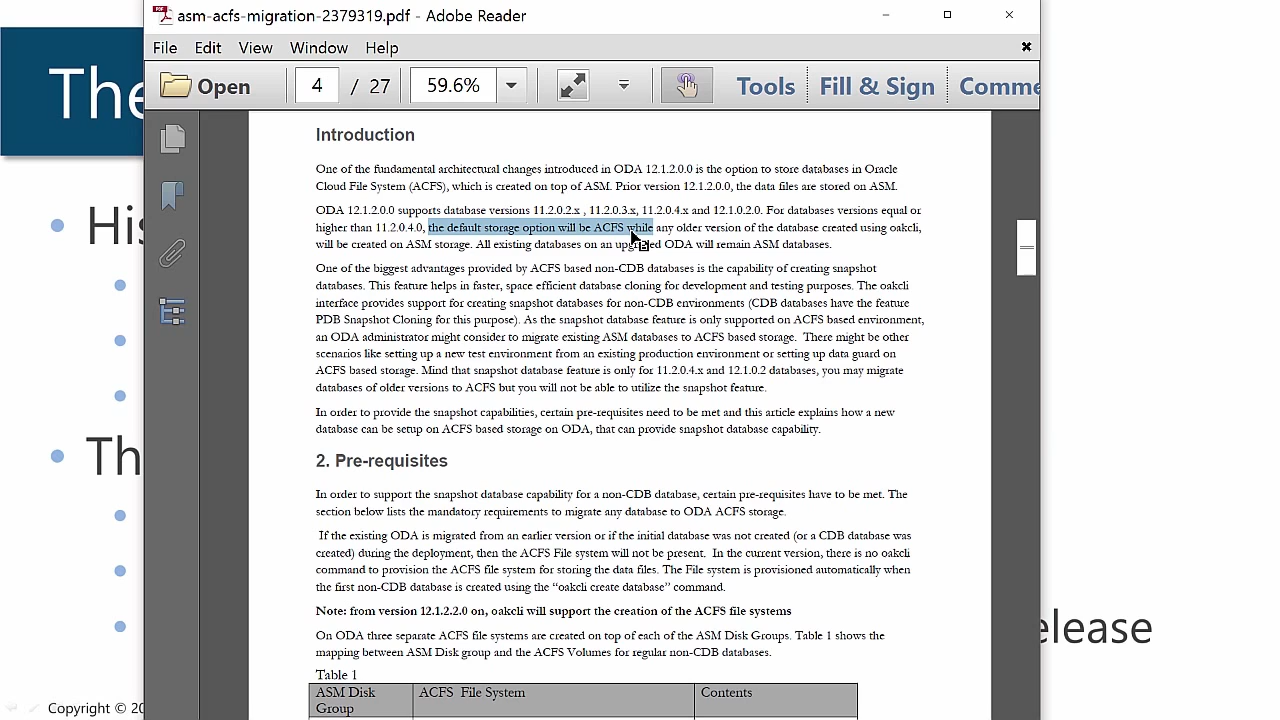 asm-acfs-migration-2379319.pdf - Adobe Reader
File Edit View Window Help
Open 4 / 27 59.6% Tools Fill & Sign Comme
The
His
Th
elease
Copyright © 20
Introduction
One of the fundamental architectural changes introduced in ODA 12.1.2.0.0 is the option to store databases in Oracle
Cloud File System (ACFS), which is created on top of ASM. Prior version 12.1.2.0.0, the data files are stored on ASM.
ODA 12.1.2.0.0 supports database versions 11.2.0.2.x , 11.2.0.3.x, 11.2.0.4.x and 12.1.0.2.0. For databases versions equal or
higher than 11.2.0.4.0, the default storage option will be ACFS while any older version of the database created using oakcli,
will be created on ASM storage. All existing databases on an upgraded ODA will remain ASM databases.
One of the biggest advantages provided by ACFS based non-CDB databases is the capability of creating snapshot
databases. This feature helps in faster, space efficient database cloning for development and testing purposes. The oakcli
interface provides support for creating snapshot databases for non-CDB environments (CDB databases have the feature
PDB Snapshot Cloning for this purpose). As the snapshot database feature is only supported on ACFS based environment,
an ODA administrator might consider to migrate existing ASM databases to ACFS based storage. There might be other
scenarios like setting up a new test environment from an existing production environment or setting up data guard on
ACFS based storage. Mind that snapshot database feature is only for 11.2.0.4.x and 12.1.0.2 databases, you may migrate
databases of older versions to ACFS but you will not be able to utilize the snapshot feature.
In order to provide the snapshot capabilities, certain pre-requisites need to be met and this article explains how a new
database can be setup on ACFS based storage on ODA, that can provide snapshot database capability.
2. Pre-requisites
In order to support the snapshot database capability for a non-CDB database, certain pre-requisites have to be met. The
section below lists the mandatory requirements to migrate any database to ODA ACFS storage.
If the existing ODA is migrated from an earlier version or if the initial database was not created (or a CDB database was
created) during the deployment, then the ACFS File system will not be present. In the current version, there is no oakcli
command to provision the ACFS file system for storing the data files. The File system is provisioned automatically when
the first non-CDB database is created using the “oakcli create database” command.
Note: from version 12.1.2.2.0 on, oakcli will support the creation of the ACFS file systems
On ODA three separate ACFS file systems are created on top of each of the ASM Disk Groups. Table 1 shows the
mapping between ASM Disk group and the ACFS Volumes for regular non-CDB databases.
Table 1
ASM Disk ACFS File System Contents
Group